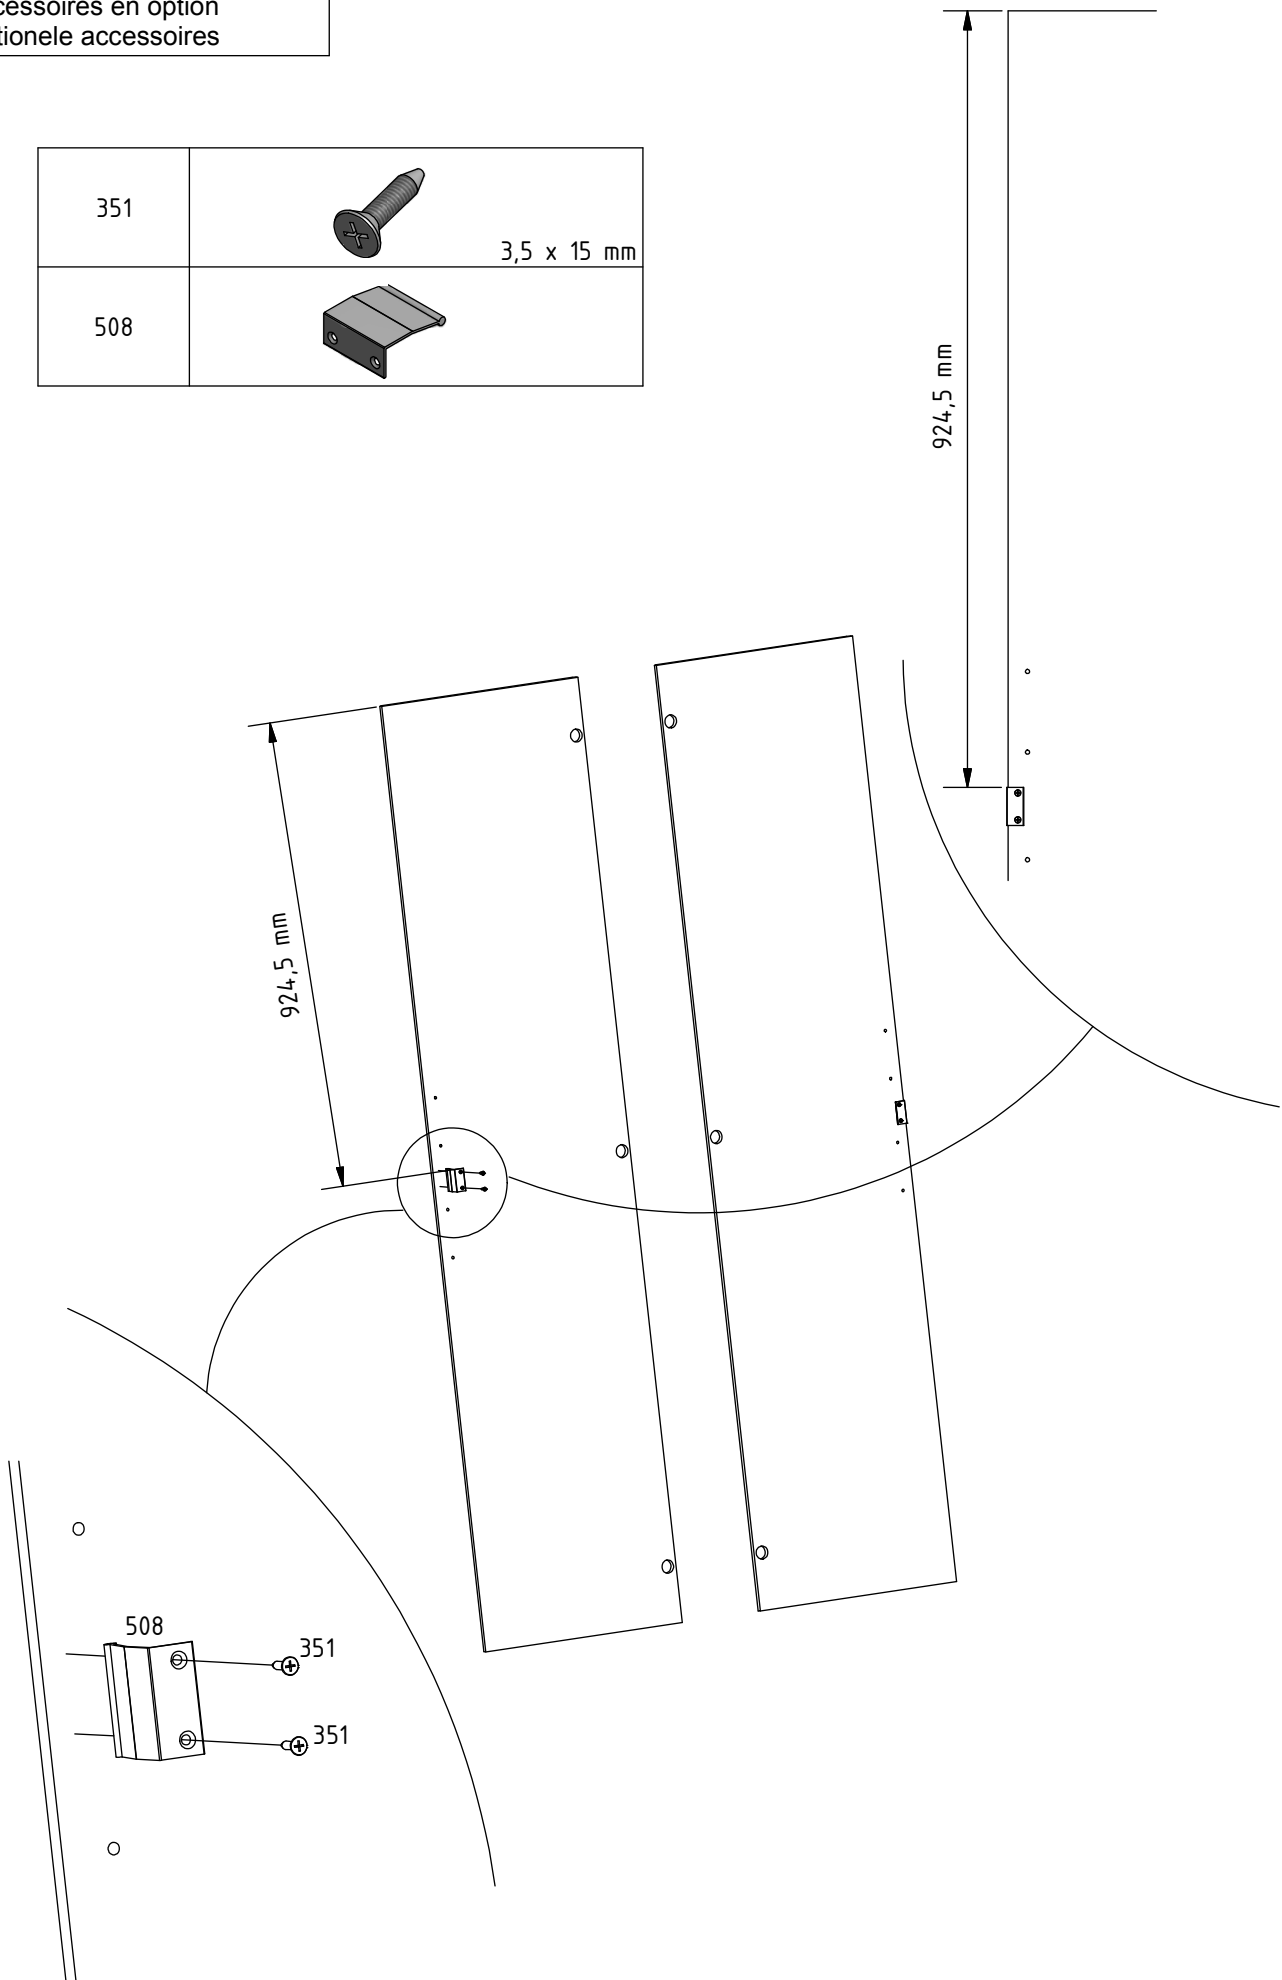 cessoires en option
tionele accessoires
351
3,5 x 15 mm
508
924,5 mm
924,5 mm
508
351
351